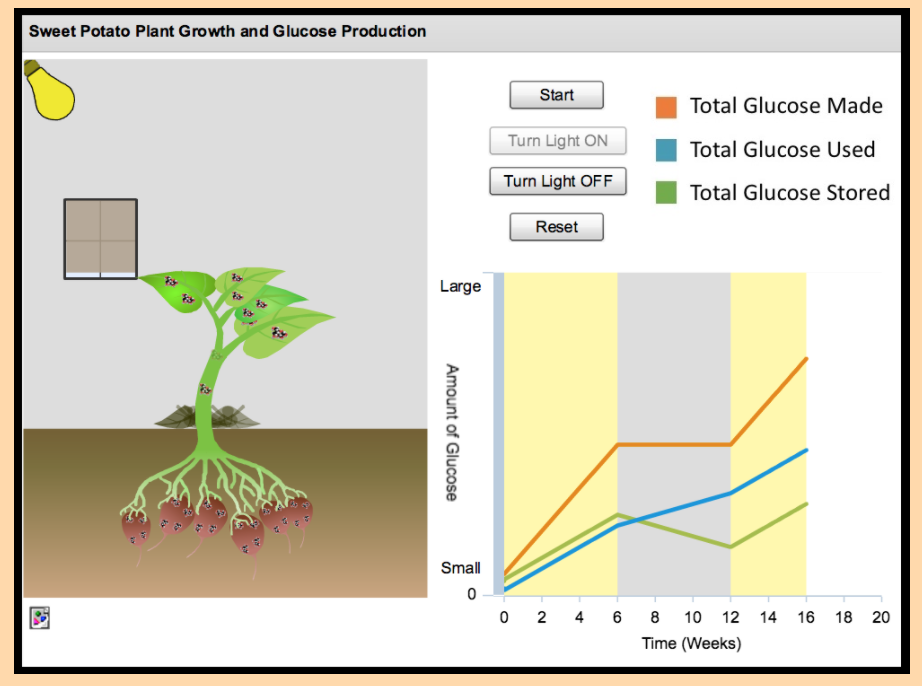 Sweet Potato Plant Growth and Glucose Production
Start
Turn Light ON
Turn Light OFF
Reset
Total Glucose Made
Total Glucose Used
Total Glucose Stored
Large
Amount of Glucose
Small
0
0 2 4 6 8 10 12 14 16 18 20
Time (Weeks)